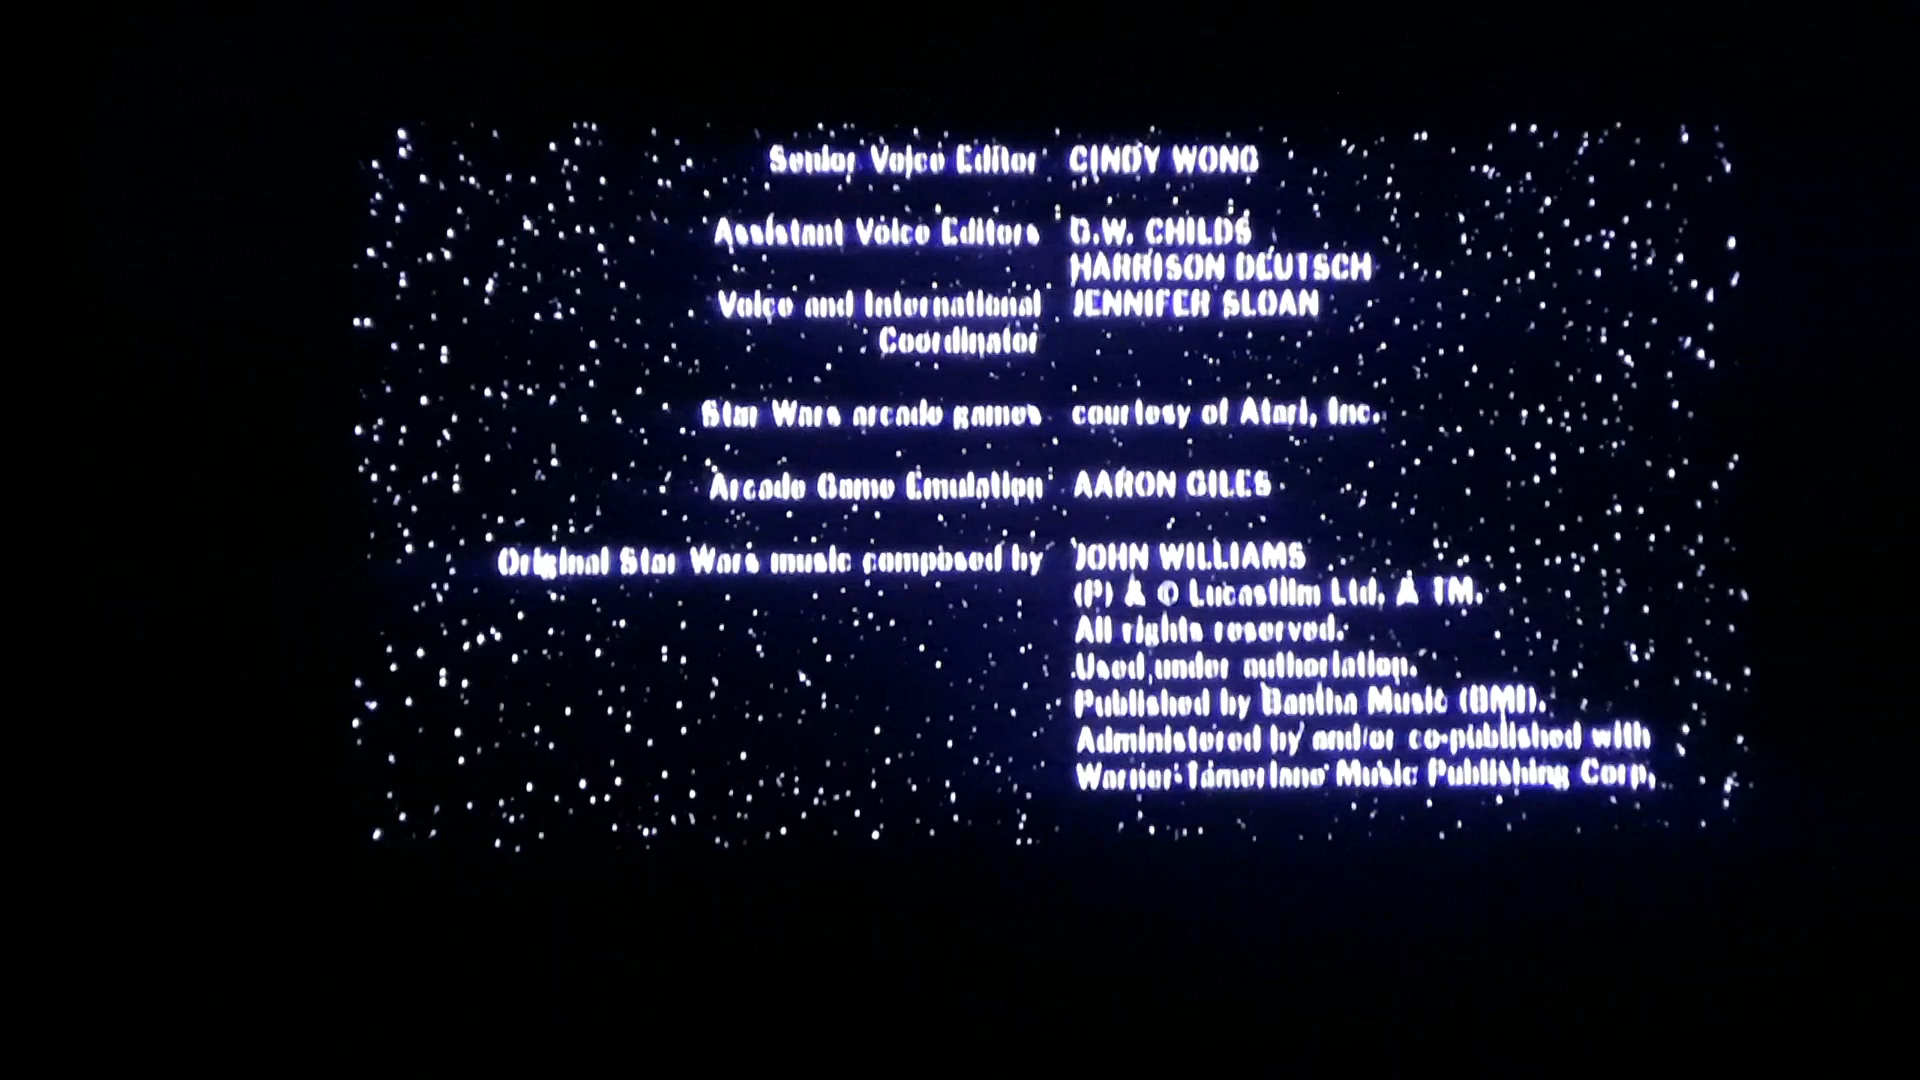 Senior Voice Editor CINDY WONG
Assistant Voice Editors G.W. CHILDS
HARRISON DEUTSCH
Voice and International JENNIFER SLOAN
Coordinator
Star Wars arcade games courtesy of Atari, Inc.
Arcade Game Emulation AARON GILES
Original Star Wars music composed by JOHN WILLIAMS
(P) & © Lucasfilm Ltd. & TM.
All rights reserved.
Used under authoriation.
Published by Bantha Music (BMI).
Administered by and/or co-published with
Warner-Tamerlane Music Publishing Corp.